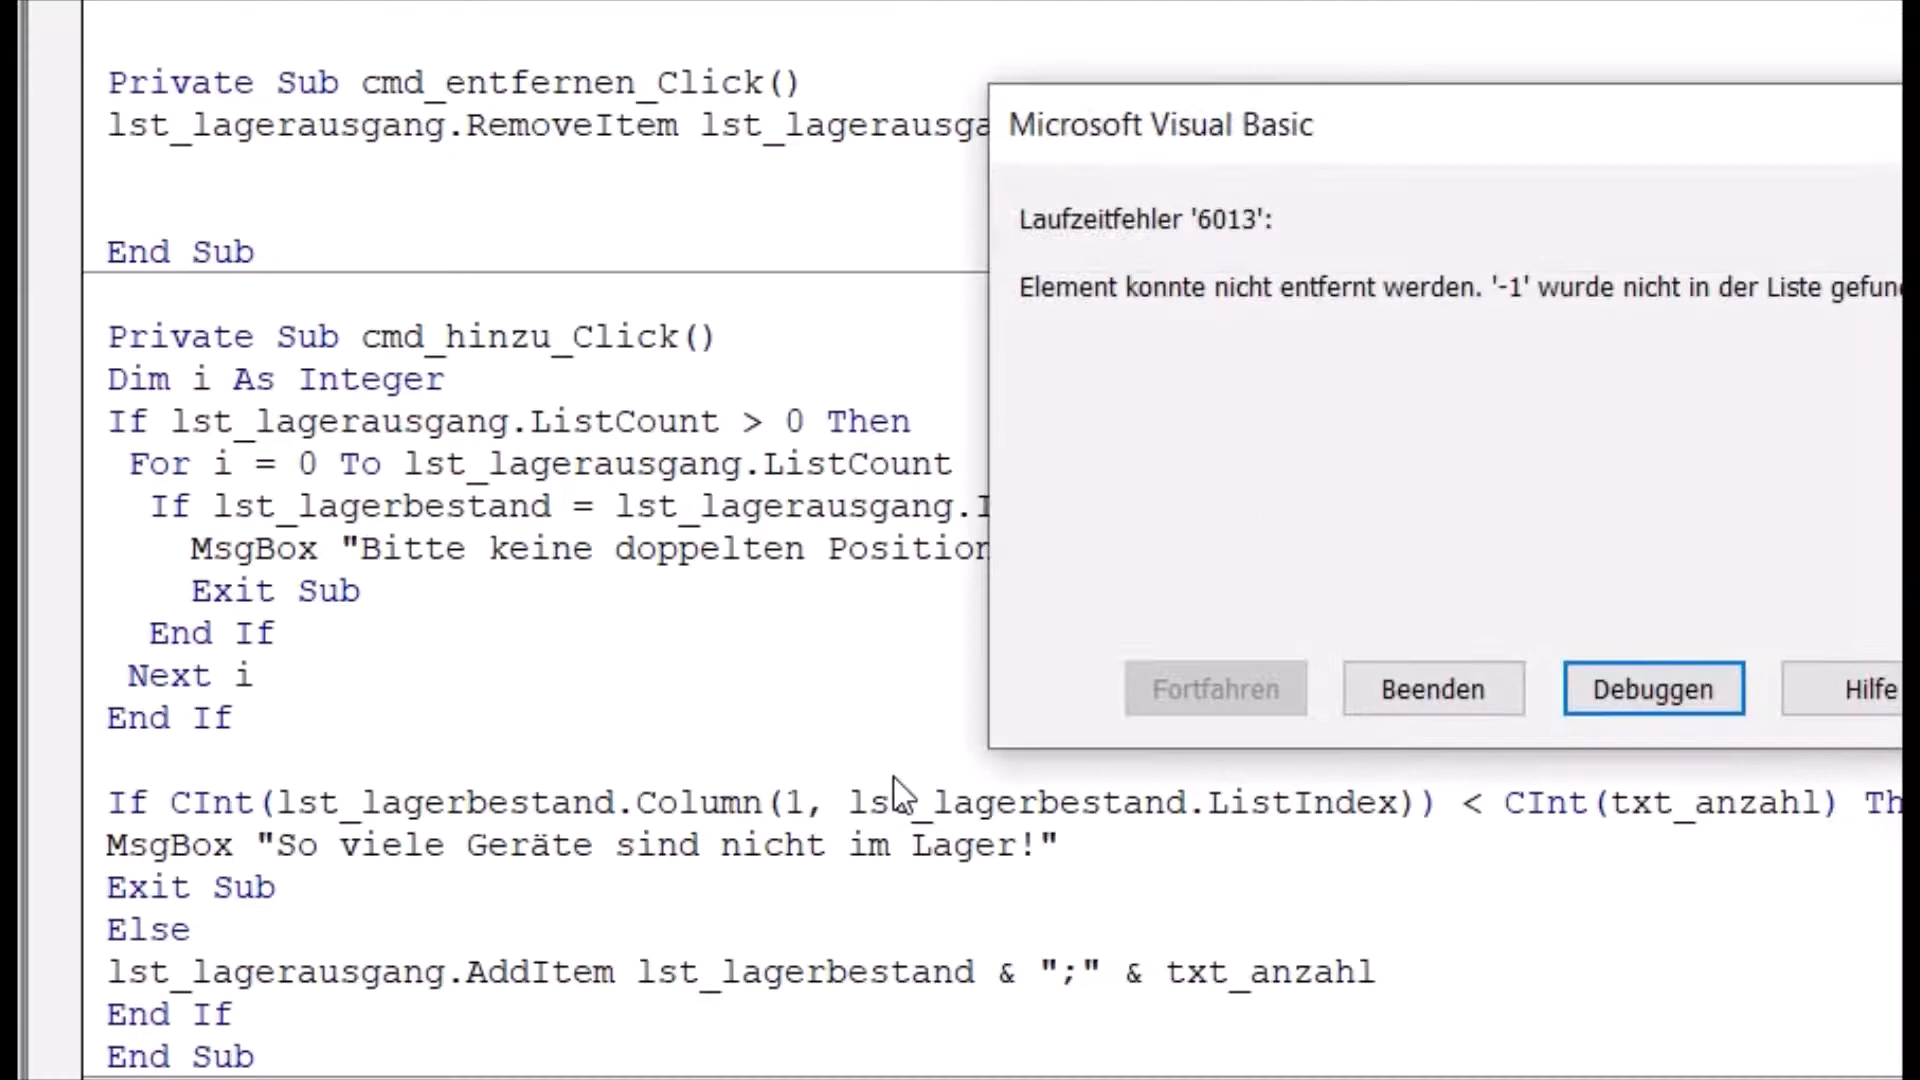 Private Sub cmd_entfernen_Click()
lst_lagerausgang.RemoveItem
End Sub
Private Sub cmd_hinzu_Click()
Dim i As Integer
If lst_lagerausgang.ListCount > 0 Then
For i = 0 To lst_lagerausgang.ListCount
If lst_lagerbestand = lst_lagerausgang.
MsgBox "Bitte keine doppelten
Exit Sub
End If
Next i
End If
If CInt(lst_lagerbestand.Column(1, lst_lagerbestand.ListIndex)) < CInt(txt_anzahl)
MsgBox "So viele Geräte sind nicht im Lager!"
Exit Sub
Else
lst_lagerausgang.AddItem lst_lagerbestand & ";" & txt_anzahl
End If
End Sub
Microsoft Visual Basic
Laufzeitfehler '6013':
Element konnte nicht entfernt werden. '-1' wurde nicht in der Liste
Fortfahren
Beenden
Debuggen
Hilfe